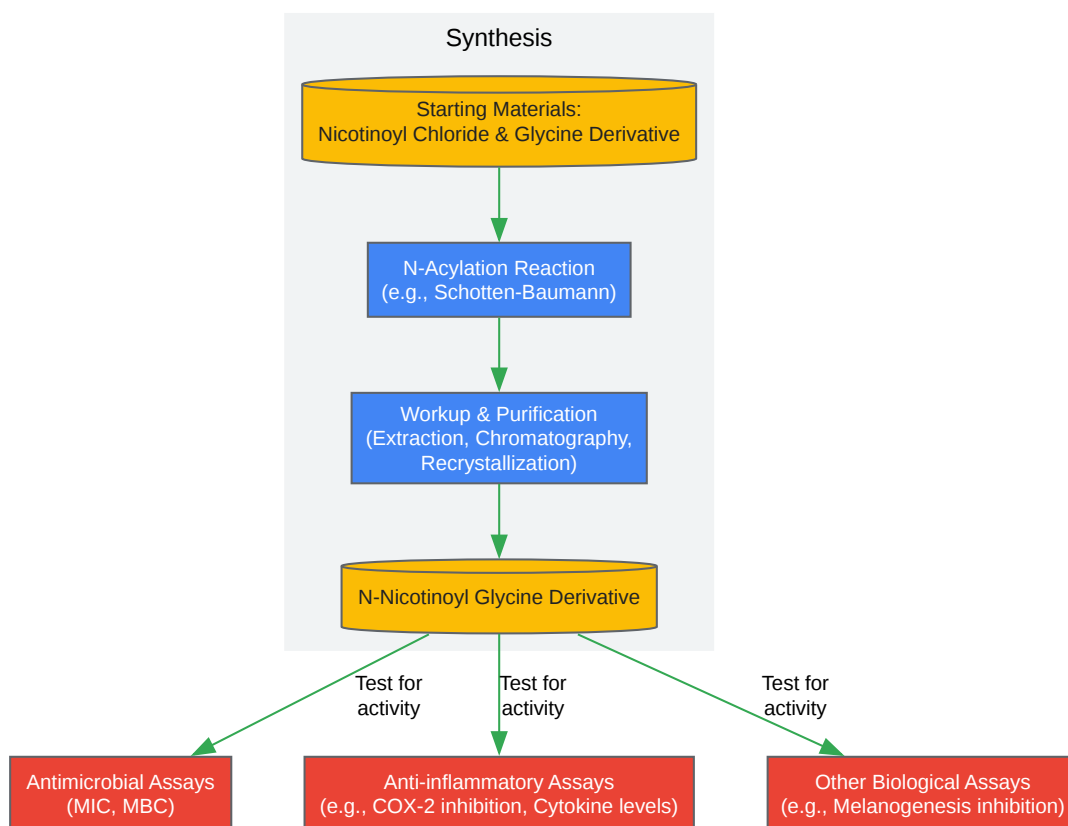 Synthesis
Starting Materials:
Nicotinoyl Chloride & Glycine Derivative
N-Acylation Reaction
(e.g., Schotten-Baumann)
Workup & Purification
(Extraction, Chromatography,
Recrystallization)
N-Nicotinoyl Glycine Derivative
Test for
activity
Test for
activity
Test for
activity
Antimicrobial Assays
(MIC, MBC)
Anti-inflammatory Assays
(e.g., COX-2 inhibition, Cytokine levels)
Other Biological Assays
(e.g., Melanogenesis inhibition)